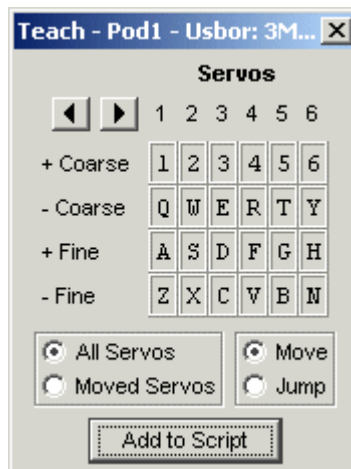 Teach - Pod1 - Usbor: 3M...
Servos
1 2 3 4 5 6
+ Coarse 1 2 3 4 5 6
- Coarse Q W E R T Y
+ Fine A S D F G H
- Fine Z X C V B N
All Servos Move
Moved Servos Jump
Add to Script